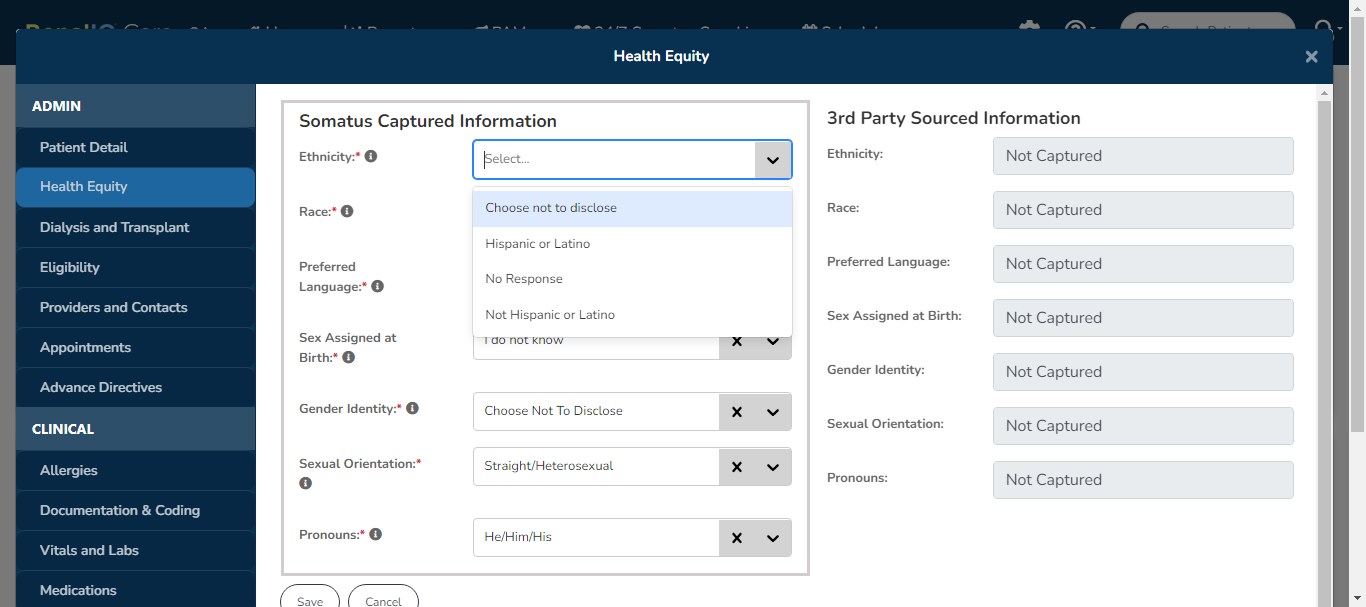 Health Equity
ADMIN
Patient Detail
Health Equity
Dialysis and Transplant
Eligibility
Providers and Contacts
Appointments
Advance Directives
CLINICAL
Allergies
Documentation & Coding
Vitals and Labs
Medications
Somatus Captured Information
Ethnicity:*
Select...
Choose not to disclose
Hispanic or Latino
No Response
Not Hispanic or Latino
Race:*
Preferred
Language:*
Sex Assigned at
Birth:*
I do not know
Gender Identity:*
Choose Not To Disclose
Sexual Orientation:*
Straight/Heterosexual
Pronouns:*
He/Him/His
Save
Cancel
3rd Party Sourced Information
Ethnicity:
Not Captured
Race:
Not Captured
Preferred Language:
Not Captured
Sex Assigned at Birth:
Not Captured
Gender Identity:
Not Captured
Sexual Orientation:
Not Captured
Pronouns:
Not Captured